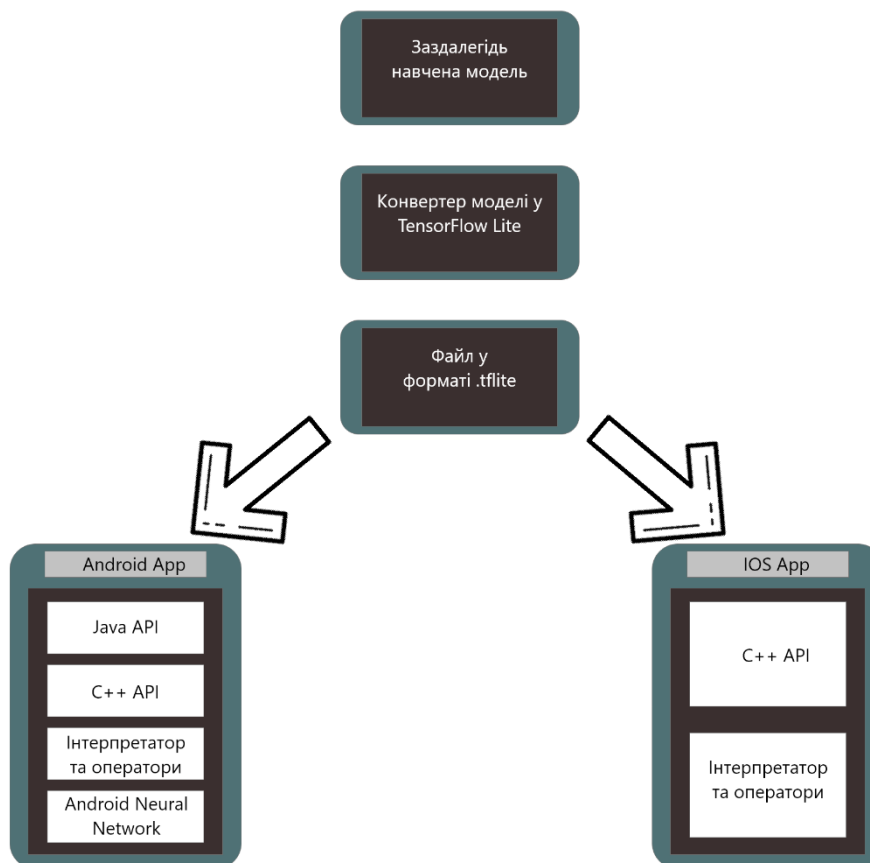 Заздалегідь
навчена модель
Конвертер моделі у
TensorFlow Lite
Файл у
форматі .tflite
Android App
Java API
C++ API
Інтерпретатор
та оператори
Android Neural
Network
IOS App
C++ API
Інтерпретатор
та оператори